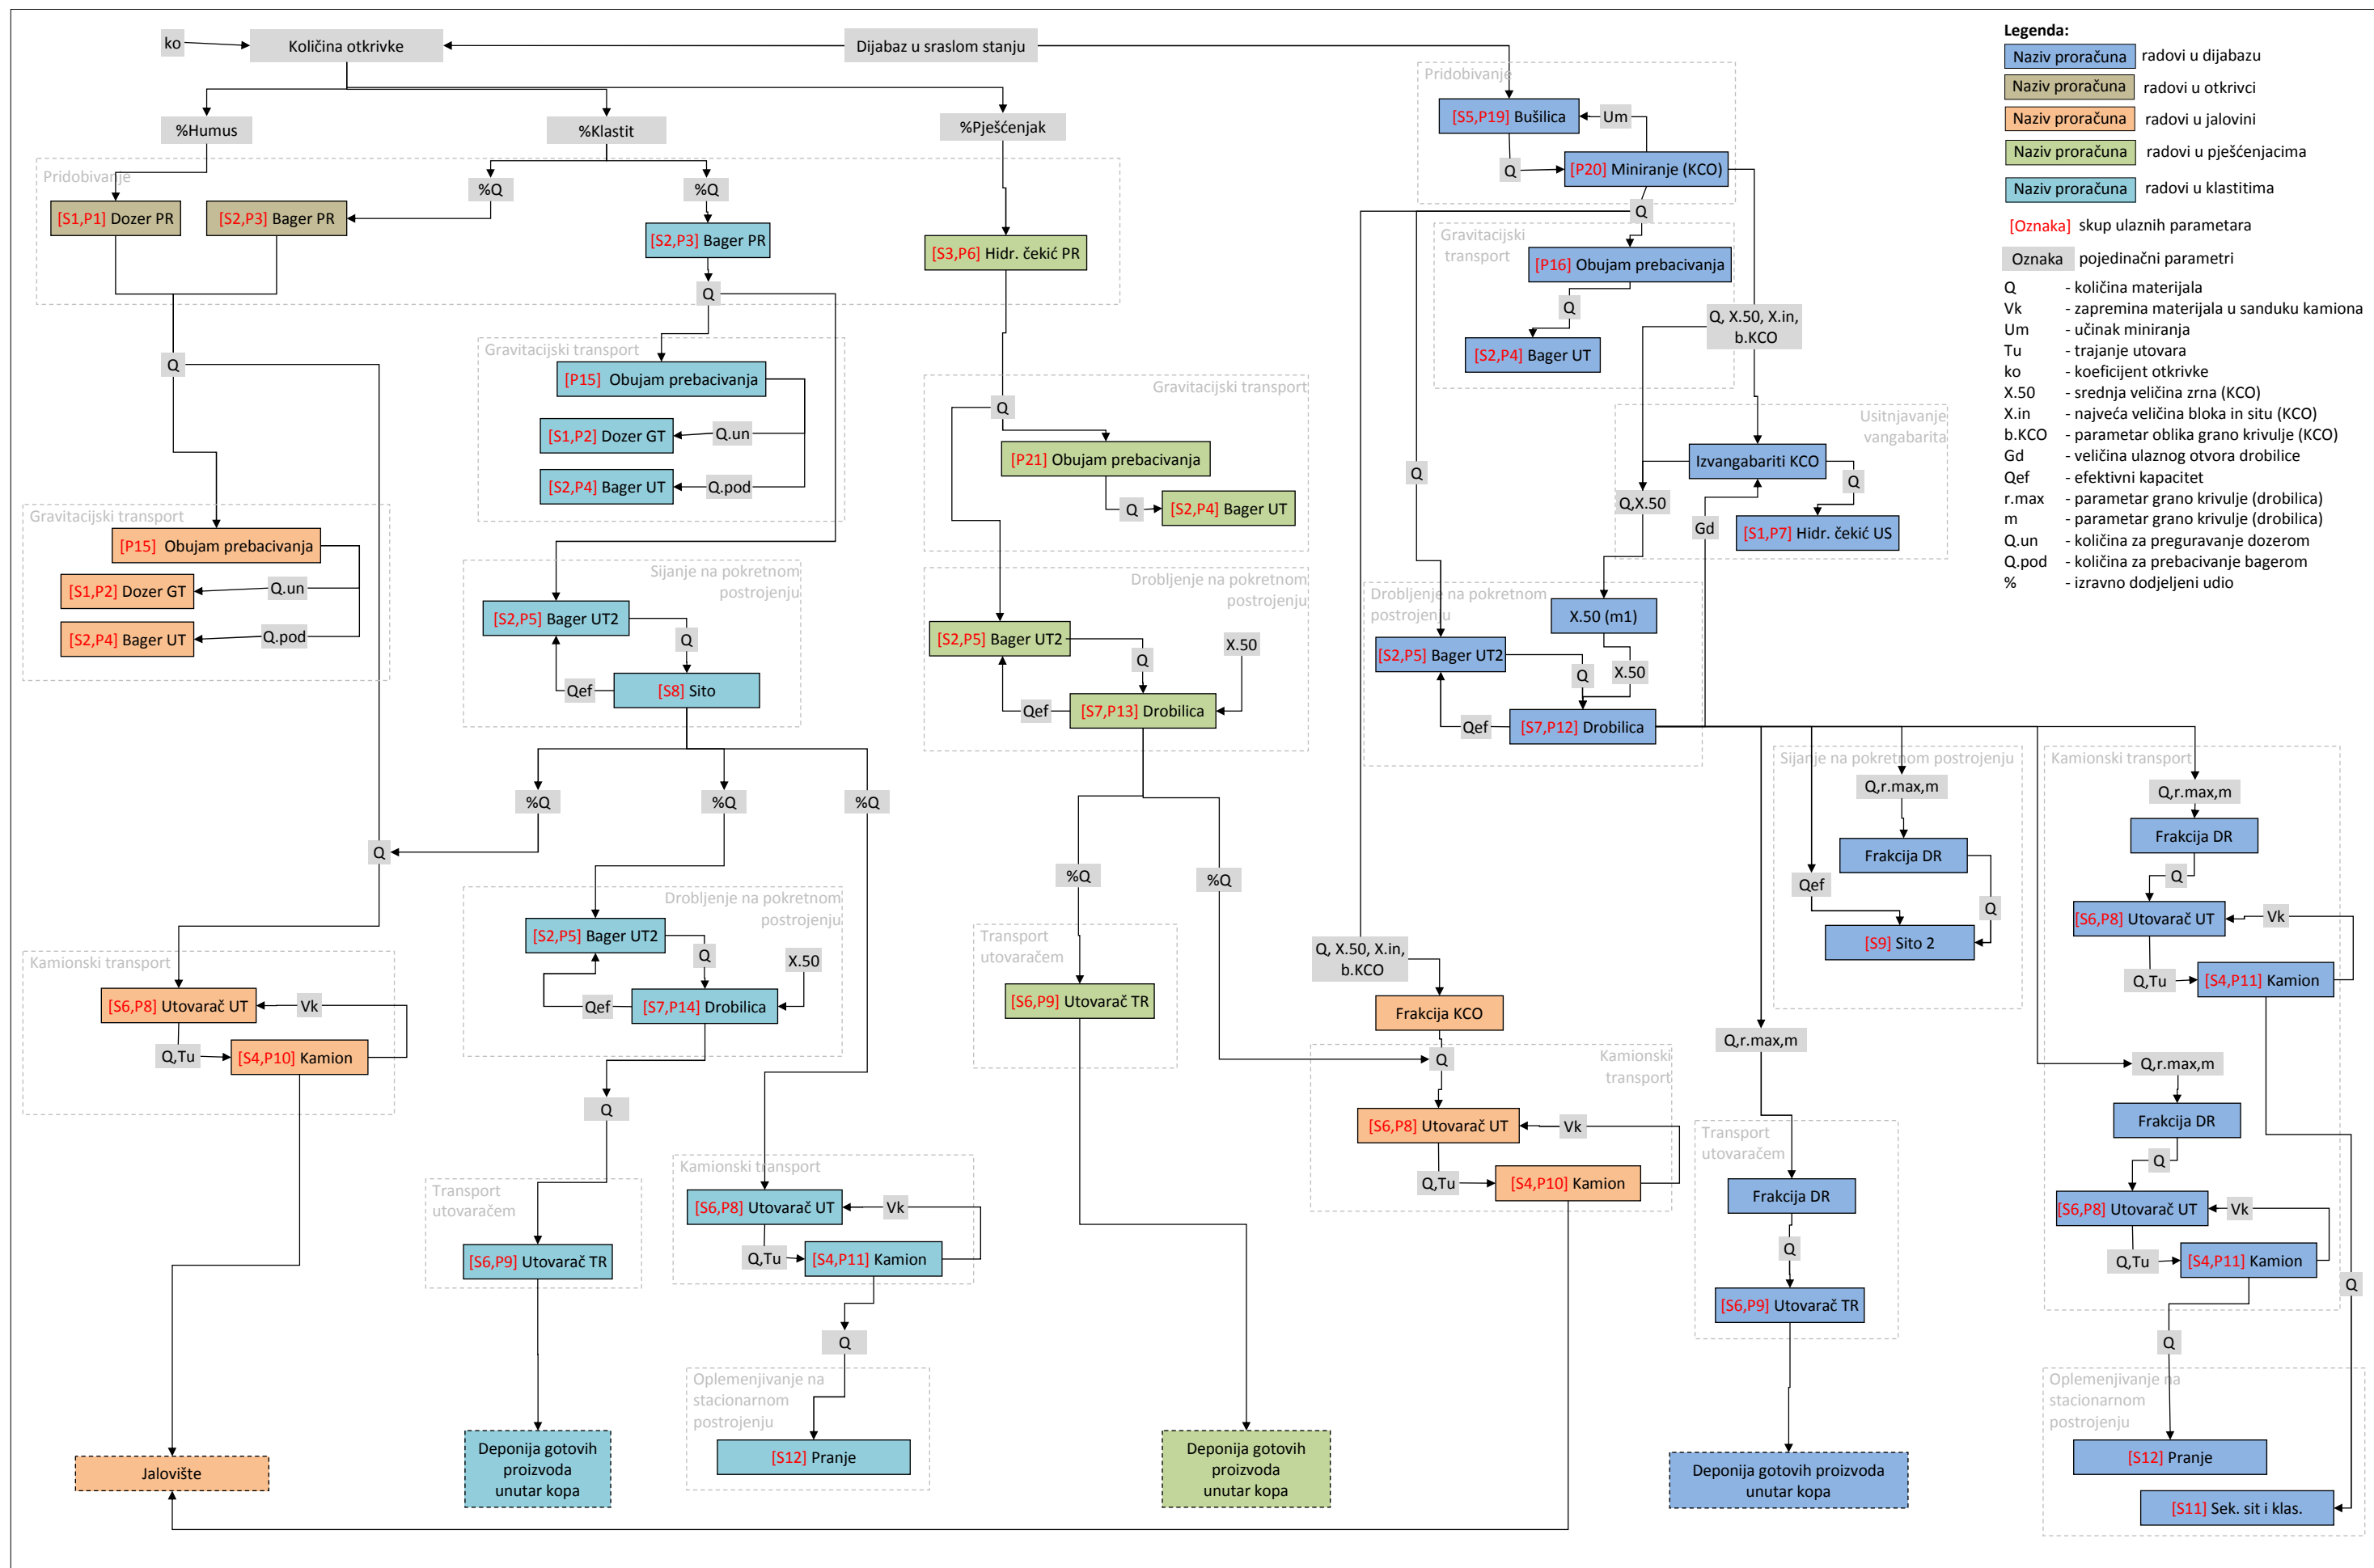 ko
Količina otkrivke
Dijabaz u sraslom stanju
%Humus
%Klastit
%Pješćenjak
Pridobivanje
%Q
%Q
[S1,P1] Dozer PR
[S2,P3] Bager PR
[S2,P3] Bager PR
[S3,P6] Hidr. čekić PR
Q
Q
Gravitacijski transport
[P15] Obujam prebacivanja
[S1,P2] Dozer GT
Q.un
[S2,P4] Bager UT
Q.pod
Gravitacijski transport
[P15] Obujam prebacivanja
[S1,P2] Dozer GT
Q.un
[S2,P4] Bager UT
Q.pod
Gravitacijski transport
Q
[P21] Obujam prebacivanja
Q
[S2,P4] Bager UT
Sijanje na pokretnom
postrojenju
[S2,P5] Bager UT2
Q
Qef
[S8] Sito
%Q
%Q
%Q
Q
Drobljenje na pokretnom
postrojenju
[S2,P5] Bager UT2
Q
X.50
Qef
[S7,P13] Drobilica
%Q
%Q
Drobljenje na pokretnom
postrojenju
[S2,P5] Bager UT2
Q
X.50
Qef
[S7,P14] Drobilica
Q
Kamionski transport
[S6,P8] Utovarač UT
Vk
Q,Tu
[S4,P10] Kamion
Transport
utovaračem
[S6,P9] Utovarač TR
Transport
utovaračem
[S6,P9] Utovarač TR
Kamionski transport
[S6,P8] Utovarač UT
Vk
Q,Tu
[S4,P11] Kamion
Q
Oplemenjivanje na
stacionarnom
postrojenju
[S12] Pranje
Jalovište
Deponija gotovih
proizvoda
unutar kopa
Deponija gotovih
proizvoda
unutar kopa
Pridobivanje
[S5,P19] Bušilica
Um
Q
[P20] Miniranje (KCO)
Q
Gravitacijski
transport
[P16] Obujam prebacivanja
Q
[S2,P4] Bager UT
Q, X.50, X.in,
b.KCO
Usitnjavanje
vangabarita
Izvangabariti KCO
Q
Q
Q,X.50
Gd
[S1,P7] Hidr. čekić US
Drobljenje na pokretnom
postrojenju
X.50 (m1)
[S2,P5] Bager UT2
Q
X.50
Qef
[S7,P12] Drobilica
Q, X.50, X.in,
b.KCO
Frakcija KCO
Q
Kamionski
transport
[S6,P8] Utovarač UT
Vk
Q,Tu
[S4,P10] Kamion
Sijanje na pokretnom postrojenju
Q,r.max,m
Frakcija DR
Qef
Q
[S9] Sito 2
Q,r.max,m
Transport
utovaračem
Frakcija DR
Q
[S6,P9] Utovarač TR
Deponija gotovih proizvoda
unutar kopa
Kamionski transport
Q,r.max,m
Frakcija DR
Q
[S6,P8] Utovarač UT
Vk
Q,Tu
[S4,P11] Kamion
Q,r.max,m
Frakcija DR
Q
[S6,P8] Utovarač UT
Vk
Q,Tu
[S4,P11] Kamion
Q
Q
Oplemenjivanje na
stacionarnom
postrojenju
[S12] Pranje
[S11] Sek. sit i klas.
Legenda:
Naziv proračuna radovi u dijabazu
Naziv proračuna radovi u otkrivci
Naziv proračuna radovi u jalovini
Naziv proračuna radovi u pješćenjacima
Naziv proračuna radovi u klastitima
[Oznaka] skup ulaznih parametara
Oznaka pojedinačni parametri
Q - količina materijala
Vk - zapremina materijala u sanduku kamiona
Um - učinak miniranja
Tu - trajanje utovara
ko - koeficijent otkrivke
X.50 - srednja veličina zrna (KCO)
X.in - najveća veličina bloka in situ (KCO)
b.KCO - parametar oblika grano krivulje (KCO)
Gd - veličina ulaznog otvora drobilice
Qef - efektivni kapacitet
r.max - parametar grano krivulje (drobilica)
m - parametar grano krivulje (drobilica)
Q.un - količina za preguravanje dozerom
Q.pod - količina za prebacivanje bagerom
% - izravno dodjeljeni udio